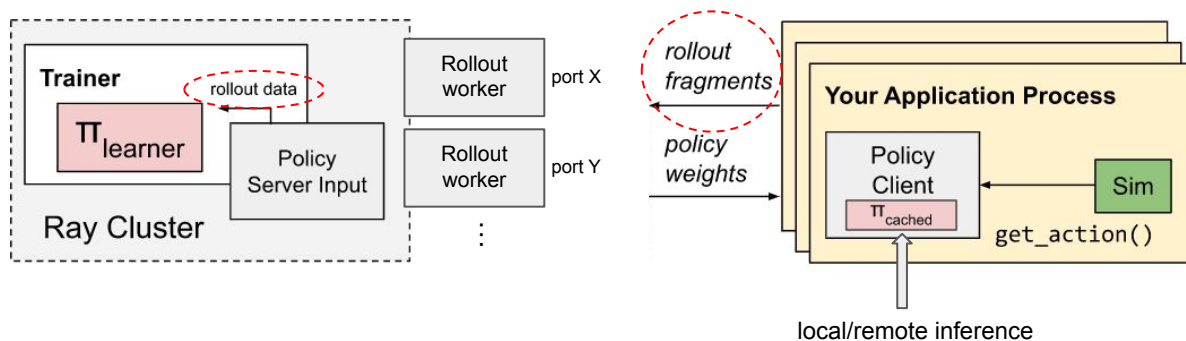 Trainer
rollout data
π learner
Policy
Server Input
Ray Cluster
Rollout
worker
port X
Rollout
worker
port Y
⋮
rollout
fragments
policy
weights
Your Application Process
Policy
Client
π cached
Sim
get_action()
local/remote inference